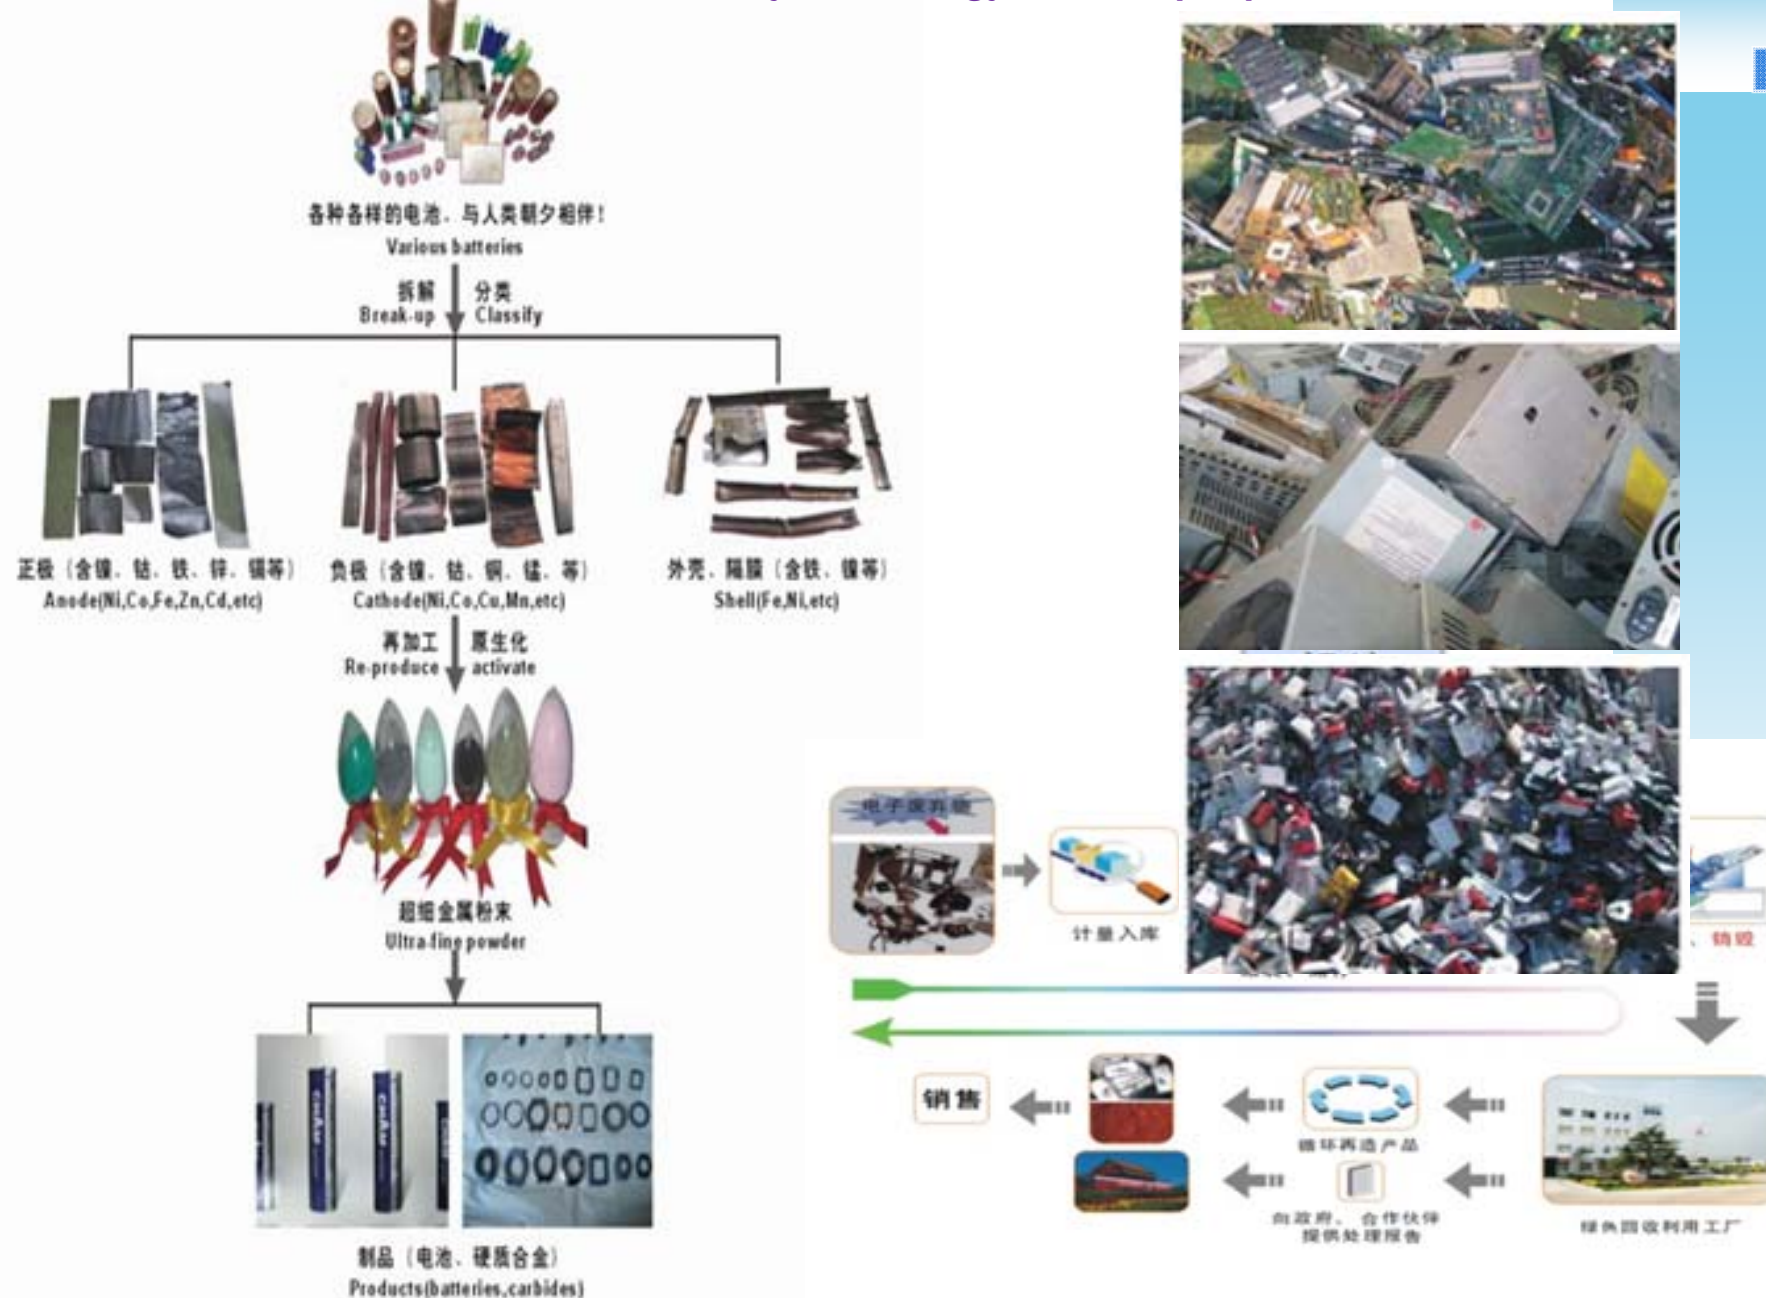 各种各样的电池、与人类朝夕相伴！
Various batteries
拆解 分类
Break-up Classify
正极（含镍、钴、铁、锌、镉等）
Anode(Ni,Co,Fe,Zn,Cd,etc)
负极（含镍、钴、铜、锰、等）
Cathode(Ni,Co,Cu,Mn,etc)
外壳、隔膜（含铁、镍等）
Shell(Fe,Ni,etc)
再加工 原生化
Re-produce activate
超细金属粉末
Ultra-fine powder
制品（电池、硬质合金）
Products(batteries,carbides)
电子废弃物
计量入库
、销毁
绿色回收利用工厂
循环再造产品
向政府、合作伙伴
提供处理报告
销售